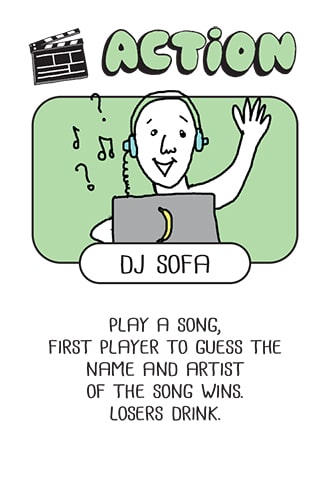 ACTION
DJ SOFA
PLAY A SONG,
FIRST PLAYER TO GUESS THE
NAME AND ARTIST
OF THE SONG WINS.
LOSERS DRINK.